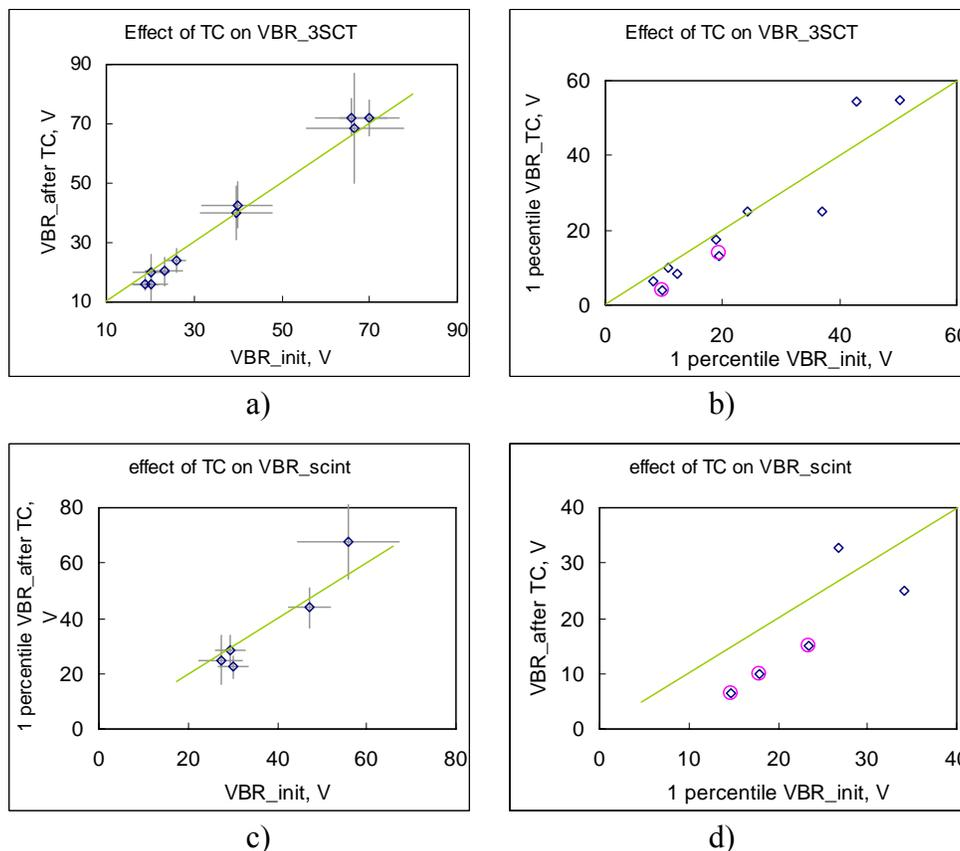 Effect of TC on VBR_3SCT
90
70
50
30
10
VBR_after TC, V
10 30 50 70 90
VBR_init, V
a)
Effect of TC on VBR_3SCT
60
40
20
0
1 pecentile VBR_TC, V
0 20 40 60
1 percentile VBR_init, V
b)
effect of TC on VBR_scint
80
60
40
20
0
1 percentile VBR_after TC,
V
0 20 40 60 80
VBR_init, V
c)
effect of TC on VBR_scint
40
30
20
10
0
VBR_after TC, V
0 10 20 30 40
1 percentile VBR_init, V
d)